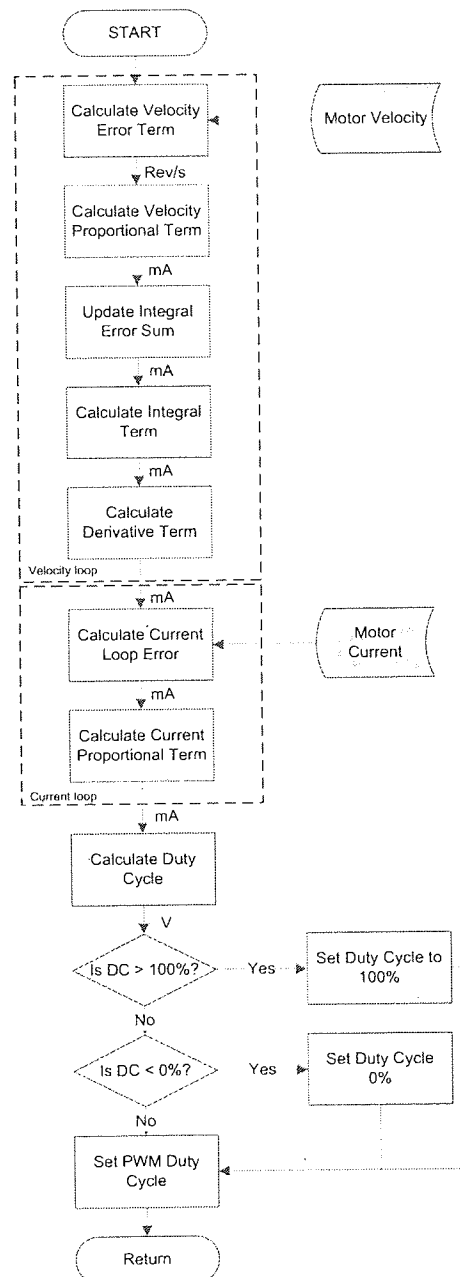 START
Calculate Velocity
Error Term
Motor Velocity
Rev/s
Calculate Velocity
Proportional Term
mA
Update Integral
Error Sum
mA
Calculate Integral
Term
mA
Calculate
Derivative Term
Velocity loop
mA
Calculate Current
Loop Error
Motor
Current
mA
Calculate Current
Proportional Term
Current loop
mA
Calculate Duty
Cycle
V
Is DC > 100%?
Yes
Set Duty Cycle to
100%
No
Is DC < 0%?
Yes
Set Duty Cycle
0%
No
Set PWM Duty
Cycle
Return